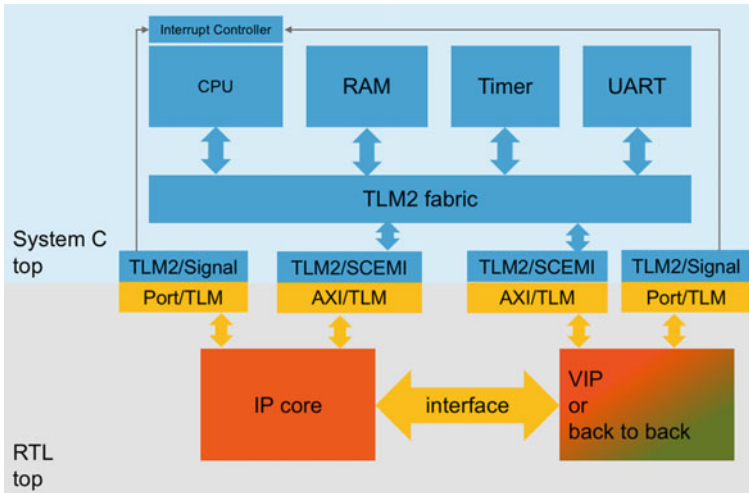 Interrupt Controller
CPU
RAM
Timer
UART
TLM2 fabric
System C
top
TLM2/Signal
TLM2/SCEMI
TLM2/SCEMI
TLM2/Signal
Port/TLM
AXI/TLM
AXI/TLM
Port/TLM
IP core
interface
VIP
or
back to back
RTL
top